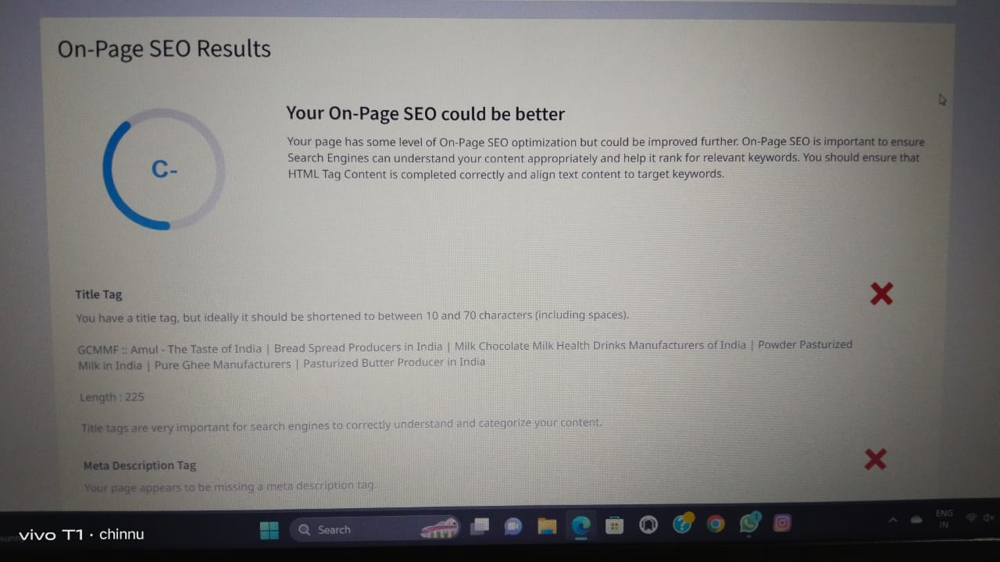 On-Page SEO Results
C-
Your On-Page SEO could be better
Your page has some level of On-Page SEO optimization but could be improved further. On-Page SEO is important to ensure
Search Engines can understand your content appropriately and help it rank for relevant keywords. You should ensure that
HTML Tag Content is completed correctly and align text content to target keywords.
Title Tag
You have a title tag, but ideally it should be shortened to between 10 and 70 characters (including spaces).
GCMMF :: Amul - The Taste of India | Bread Spread Producers in India | Milk Chocolate Milk Health Drinks Manufacturers of India | Powder Pasturized
Milk in India | Pure Ghee Manufacturers | Pasturized Butter Producer in India
Length : 225
Title tags are very important for search engines to correctly understand and categorize your content.
Meta Description Tag
Your page appears to be missing a meta description tag.
Search
1
ENG
IN
vivo T1 · chinnu